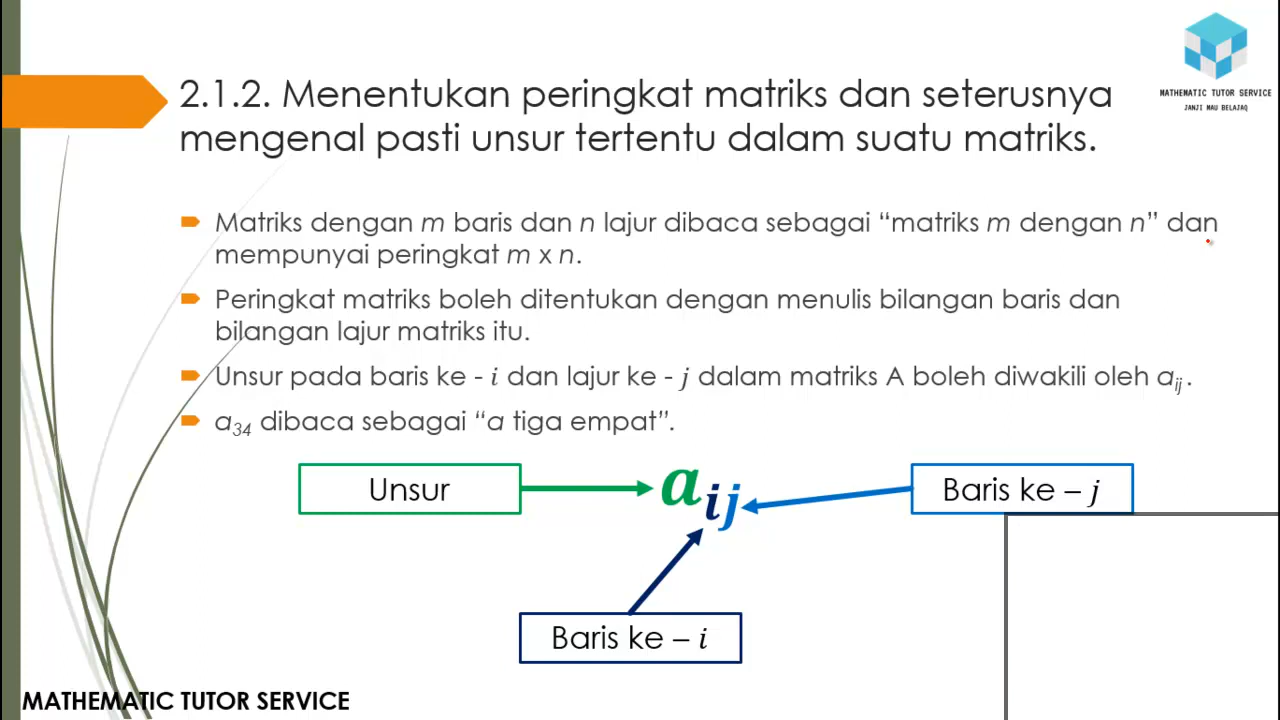 MATHEMATIC TUTOR SERVICE
JANJI MAU BELAJAQ
2.1.2. Menentukan peringkat matriks dan seterusnya
mengenal pasti unsur tertentu dalam suatu matriks.
Matriks dengan m baris dan n lajur dibaca sebagai “matriks m dengan n” dan
mempunyai peringkat m x n.
Peringkat matriks boleh ditentukan dengan menulis bilangan baris dan
bilangan lajur matriks itu.
Unsur pada baris ke - i dan lajur ke - j dalam matriks A boleh diwakili oleh aij.
a34 dibaca sebagai “a tiga empat”.
Unsur
aij
Baris ke – j
Baris ke – i
MATHEMATIC TUTOR SERVICE